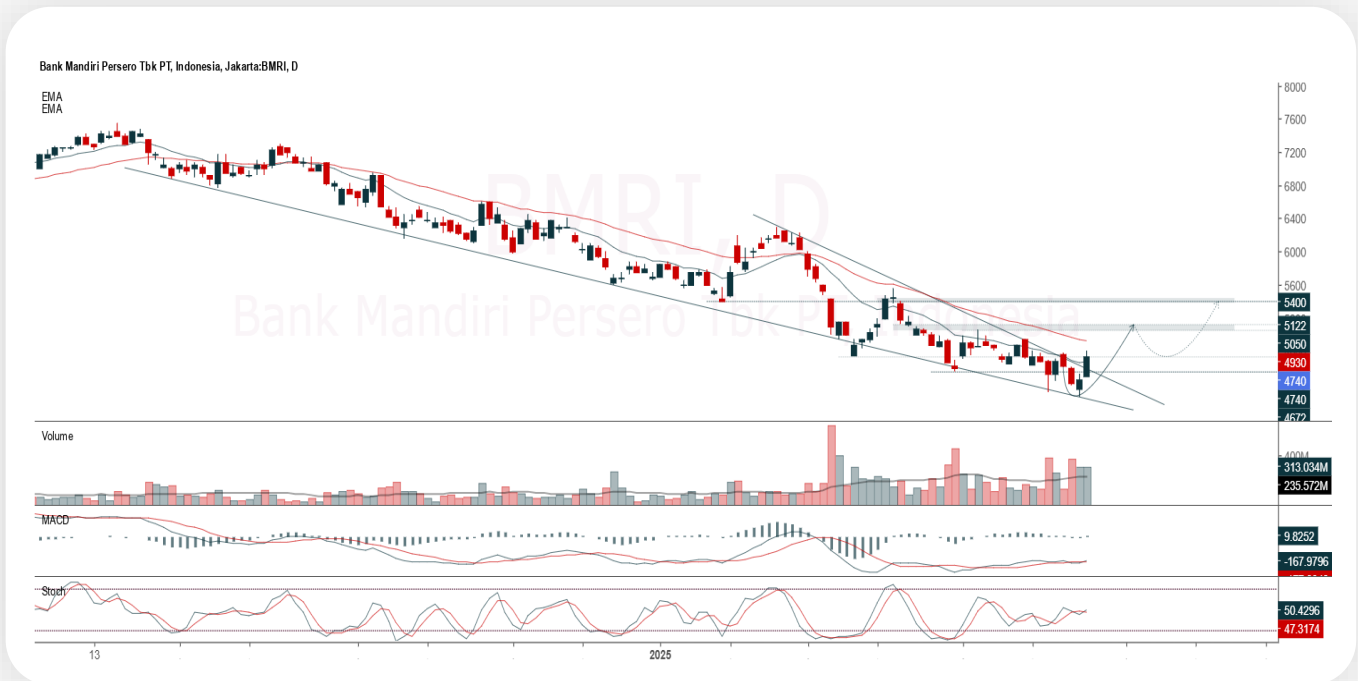 Bank Mandiri Persero Tbk PT, Indonesia, Jakarta:BMRI, D
EMA
EMA
BMRI, D
Bank Mandiri Persero Tbk PT, Indonesia
8000
7600
7200
6800
6400
6000
5600
5400
5122
5050
4930
4740
4740
4672
Volume
400M
313.034M
235.572M
MACD
9.8252
-167.9796
Stoch
50.4296
47.3174
13
2025